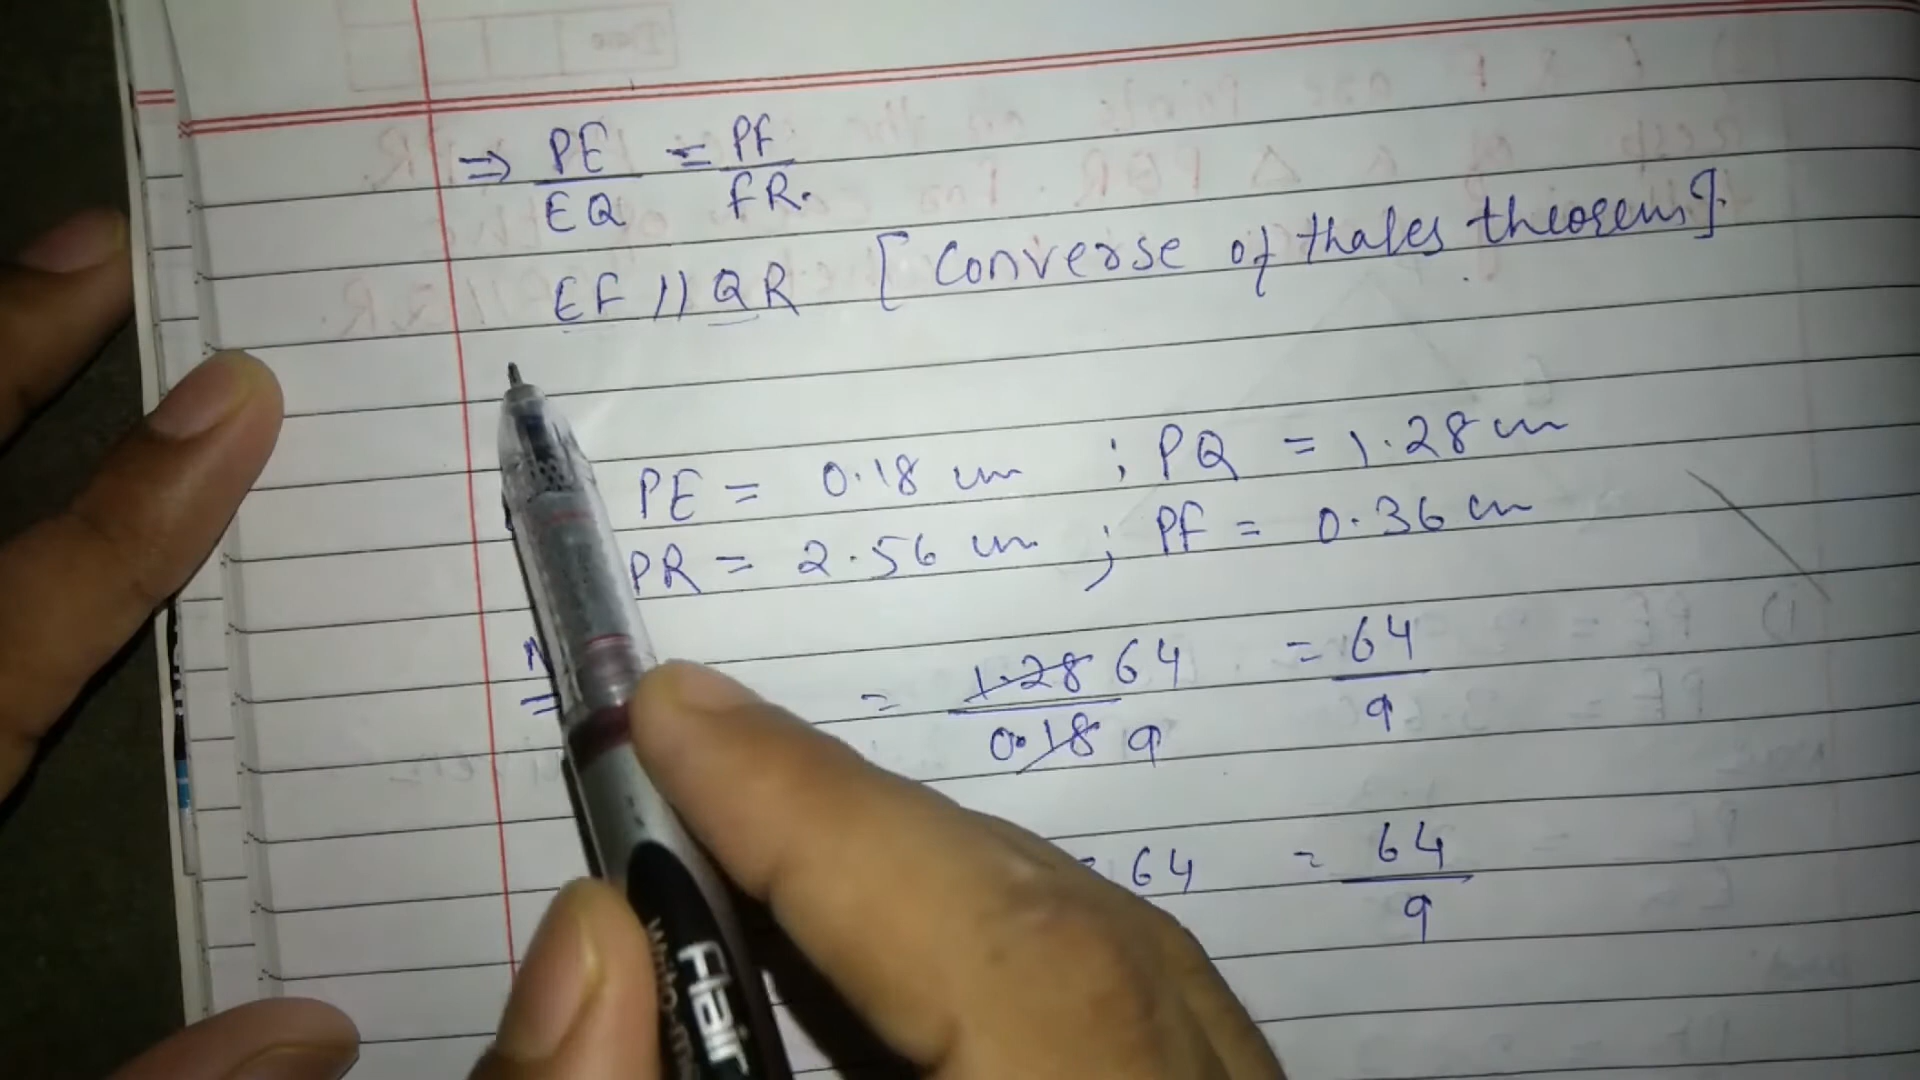 ⇒ PE/EQ = PF/FR.
EF // QR [Converse of thales theorem].
PE = 0.18 cm ; PQ = 1.28 cm
PR = 2.56 cm ; PF = 0.36 cm
= 1.28 64 / 0.18 9 = 64/9
= 64 = 64/9
Flair